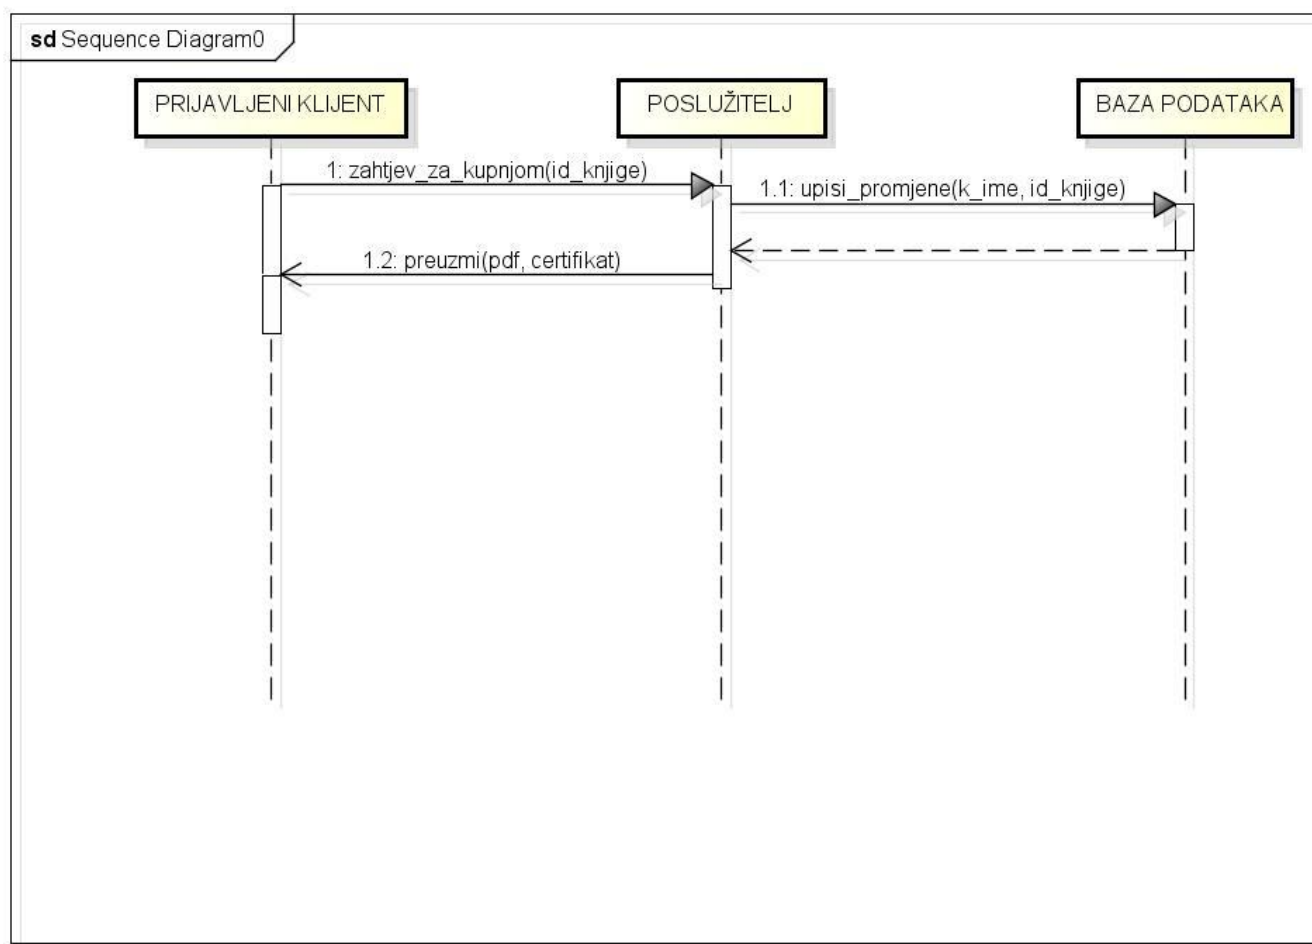 sd Sequence Diagram0
PRIJAVLJENI KLIJENT
POSLUŽITELJ
BAZA PODATAKA
1: zahtjev_za_kupnjom(id_knjige)
1.1: upisi_promjene(k_ime, id_knjige)
1.2: preuzmi(pdf, certifikat)